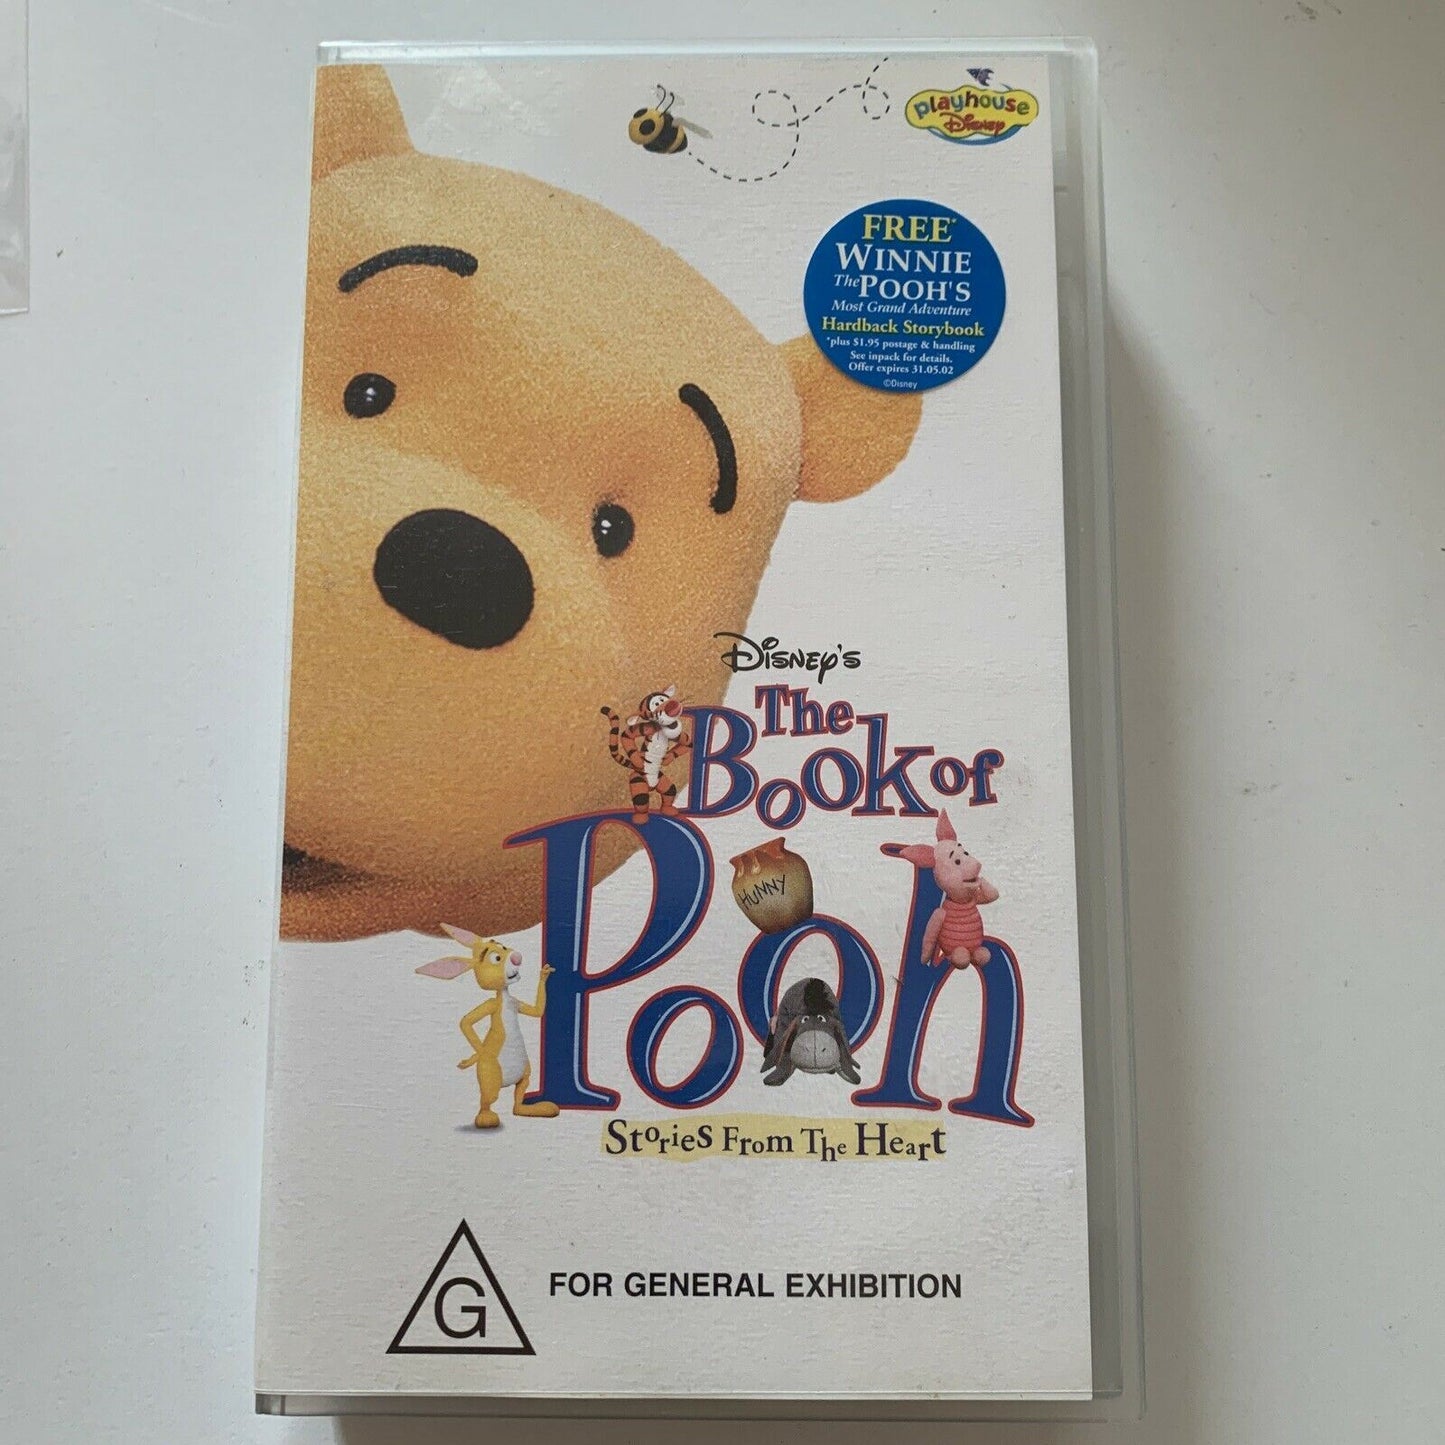 playhouse
Disney
FREE*
WINNIE
The POOH'S
Most Grand Adventure
Hardback Storybook
*plus $1.95 postage & handling
See inpack for details.
Offer expires 31.05.02
©Disney
Disney's
The
Book of
Pooh
HUNNY
Stories From The Heart
G
FOR GENERAL EXHIBITION